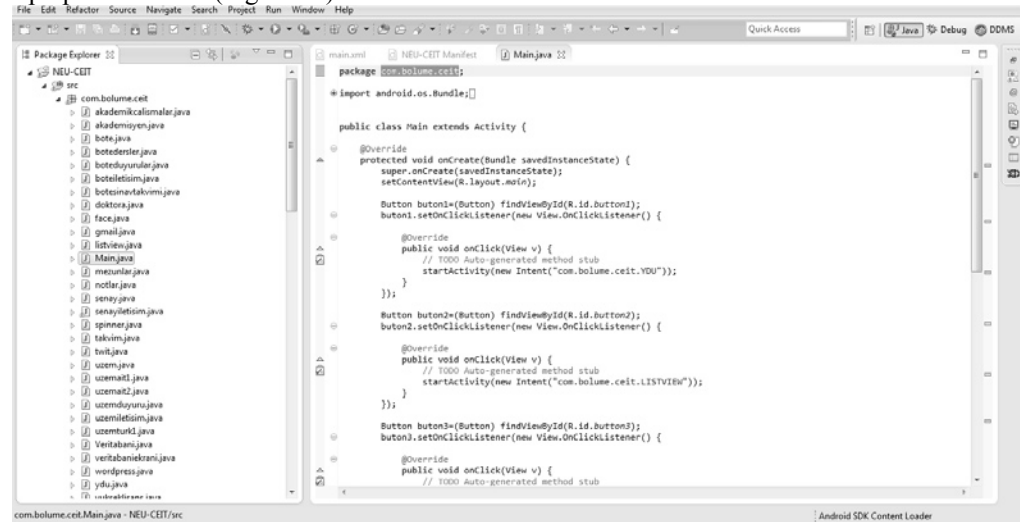 File Edit Refactor Source Navigate Search Project Run Window Help
Quick Access
Java
Debug
DDMS
Package Explorer
NEU-CEIT
src
com.bolume.ceit
akademikcalismalar.java
akademisyen.java
bote.java
botedersler.java
boteduyurular.java
boteiletisim.java
botesinavtakvimi.java
doktora.java
face.java
gmail.java
listview.java
Main.java
mezunlar.java
notlar.java
senay.java
senayiletisim.java
spinner.java
takvim.java
twit.java
uzem.java
uzemait1.java
uzemait2.java
uzemduyuru.java
uzemiletisim.java
uzemturk1.java
Veritabani.java
veritabaniekrani.java
wordpress.java
ydu.java
main.xml
NEU-CEIT Manifest
Main.java
package com.bolume.ceit;
import android.os.Bundle;
public class Main extends Activity {
@Override
protected void onCreate(Bundle savedInstanceState) {
super.onCreate(savedInstanceState);
setContentView(R.layout.main);
Button buton1=(Button) findViewById(R.id.button1);
buton1.setOnClickListener(new View.OnClickListener() {
@Override
public void onClick(View v) {
// TODO Auto-generated method stub
startActivity(new Intent("com.bolume.ceit.YDU"));
}
});
Button buton2=(Button) findViewById(R.id.button2);
buton2.setOnClickListener(new View.OnClickListener() {
@Override
public void onClick(View v) {
// TODO Auto-generated method stub
startActivity(new Intent("com.bolume.ceit.LISTVIEW"));
}
});
Button buton3=(Button) findViewById(R.id.button3);
buton3.setOnClickListener(new View.OnClickListener() {
@Override
public void onClick(View v) {
// TODO Auto-generated method stub
com.bolume.ceit.Main.java - NEU-CEIT/src
Android SDK Content Loader